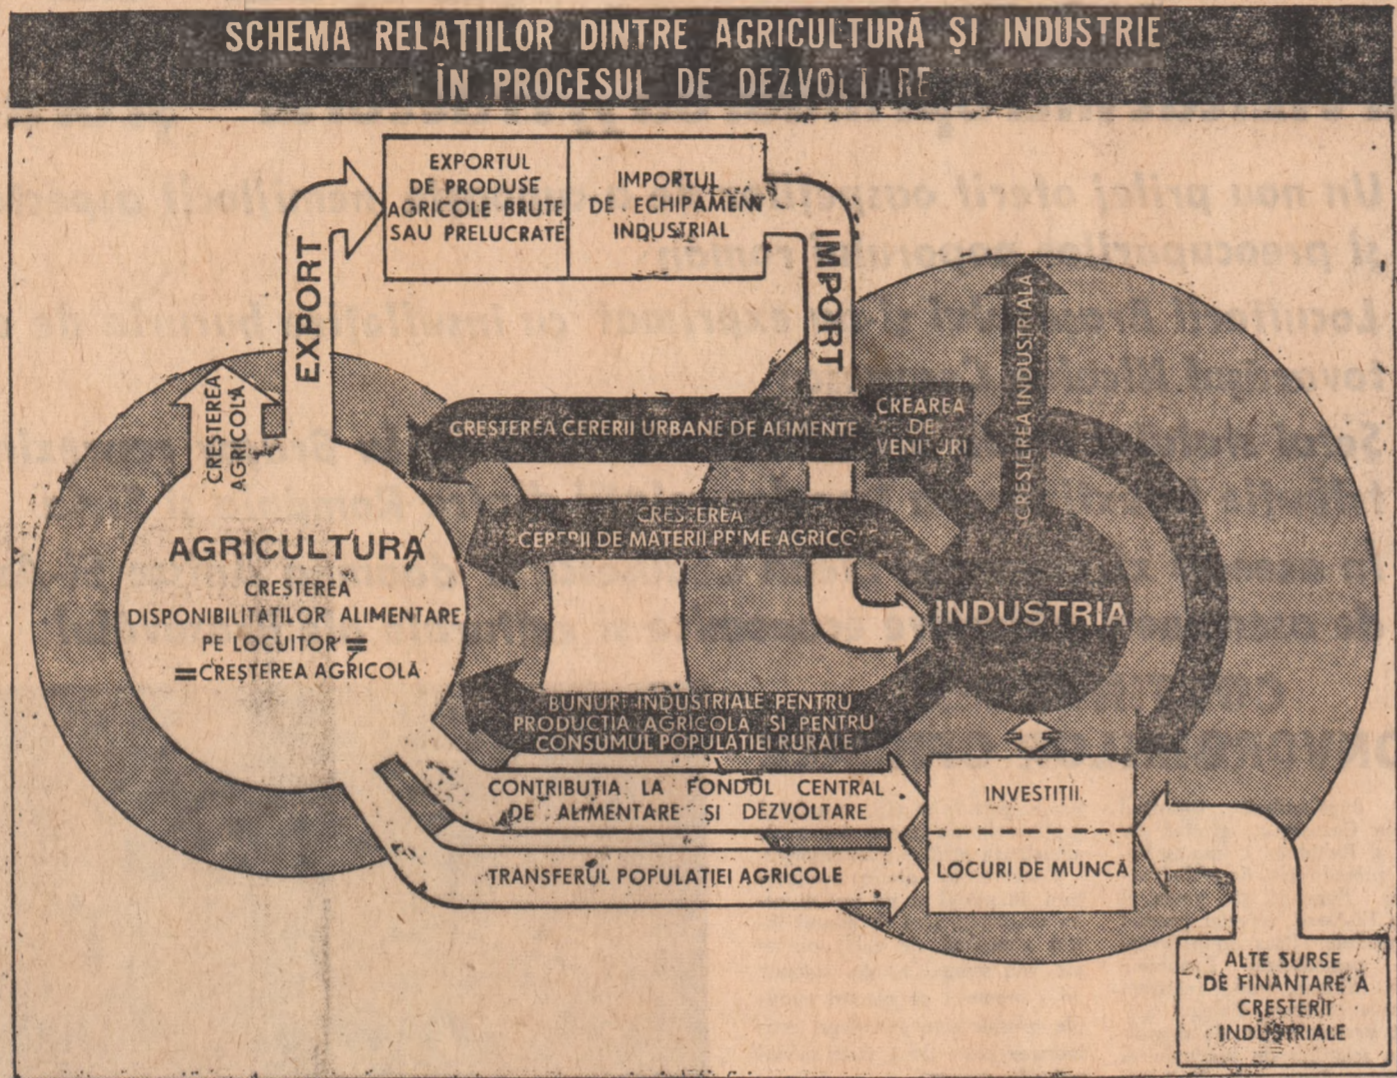 SCHEMA RELAȚIILOR DINTRE AGRICULTURĂ ȘI INDUSTRIE
ÎN PROCESUL DE DEZVOLTARE
EXPORTUL
DE PRODUSE
AGRICOLE BRUTE
SAU PRELUCRATE
IMPORTUL
DE ECHIPAMENT
INDUSTRIAL
EXPORT
IMPORT
CREȘTEREA
AGRICOLĂ
CREȘTEREA INDUSTRIALĂ
CREȘTEREA CERERII URBANE DE ALIMENTE
CREAREA
DE
VENITURI
CREȘTEREA
CERERII DE MATERII PRIME
AGRICULTURA
CREȘTEREA
DISPONIBILITĂȚILOR ALIMENTARE
PE LOCUITOR =
=CREȘTEREA AGRICOLĂ
INDUSTRIA
BUNURI INDUSTRIALE PENTRU
PRODUCȚIA AGRICOLĂ ȘI PENTRU
CONSUMUL POPULAȚIEI RURALE
CONTRIBUȚIA LA FONDUL CENTRAL
DE ALIMENTARE ȘI DEZVOLTARE
TRANSFERUL POPULAȚIEI AGRICOLE
INVESTIȚII
LOCURI DE MUNCĂ
ALTE SURSE
DE FINANȚARE A
CREȘTERII
INDUSTRIALE